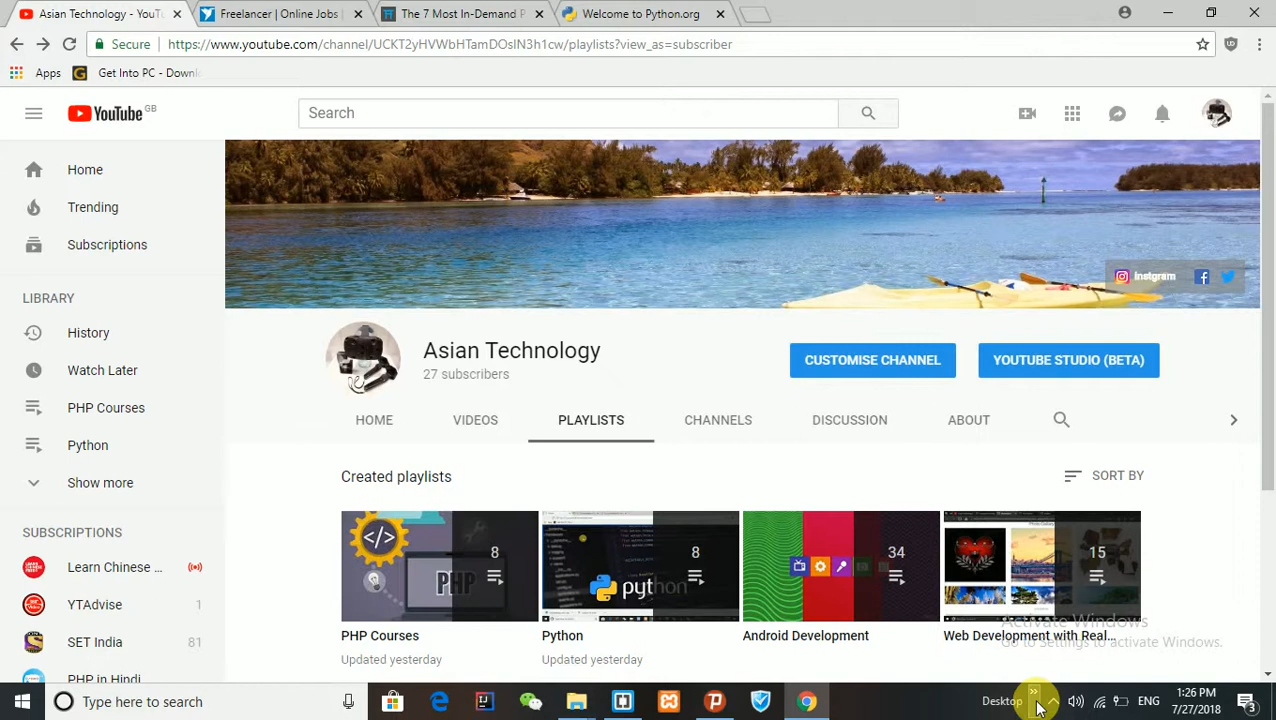 Asian Technology - YouT
Freelancer | Online Jobs |
The 7 Most In-Demand P
Welcome to Python.org
Secure
https://www.youtube.com/channel/UCKT2yHVWbHTamDOsIN3h1cw/playlists?view_as=subscriber
Apps
Get Into PC - Downlo
YouTube GB
Search
Home
Trending
Subscriptions
LIBRARY
History
Watch Later
PHP Courses
Python
Show more
SUBSCRIPTIONS
Learn Chinese ...
YTAdvise 1
SET India 81
PHP in Hindi
Instgram
Asian Technology
27 subscribers
CUSTOMISE CHANNEL
YOUTUBE STUDIO (BETA)
HOME
VIDEOS
PLAYLISTS
CHANNELS
DISCUSSION
ABOUT
Created playlists
SORT BY
</> PHP 8
python 8
34
15
PHP Courses
Python
Android Development
Web Development with Real...
Updated yesterday
Updated yesterday
Activate Windows
Go to Settings to activate Windows.
Type here to search
Desktop
ENG
1:26 PM
7/27/2018
3